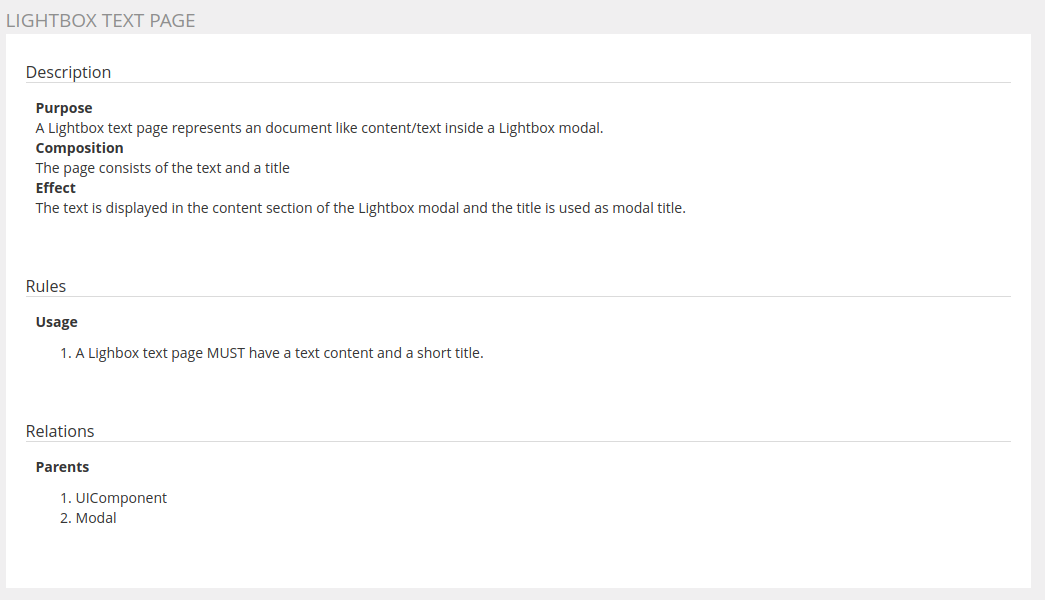 LIGHTBOX TEXT PAGE
Description
Purpose
A Lightbox text page represents an document like content/text inside a Lightbox modal.
Composition
The page consists of the text and a title
Effect
The text is displayed in the content section of the Lightbox modal and the title is used as modal title.
Rules
Usage
1. A Lighbox text page MUST have a text content and a short title.
Relations
Parents
1. UIComponent
2. Modal